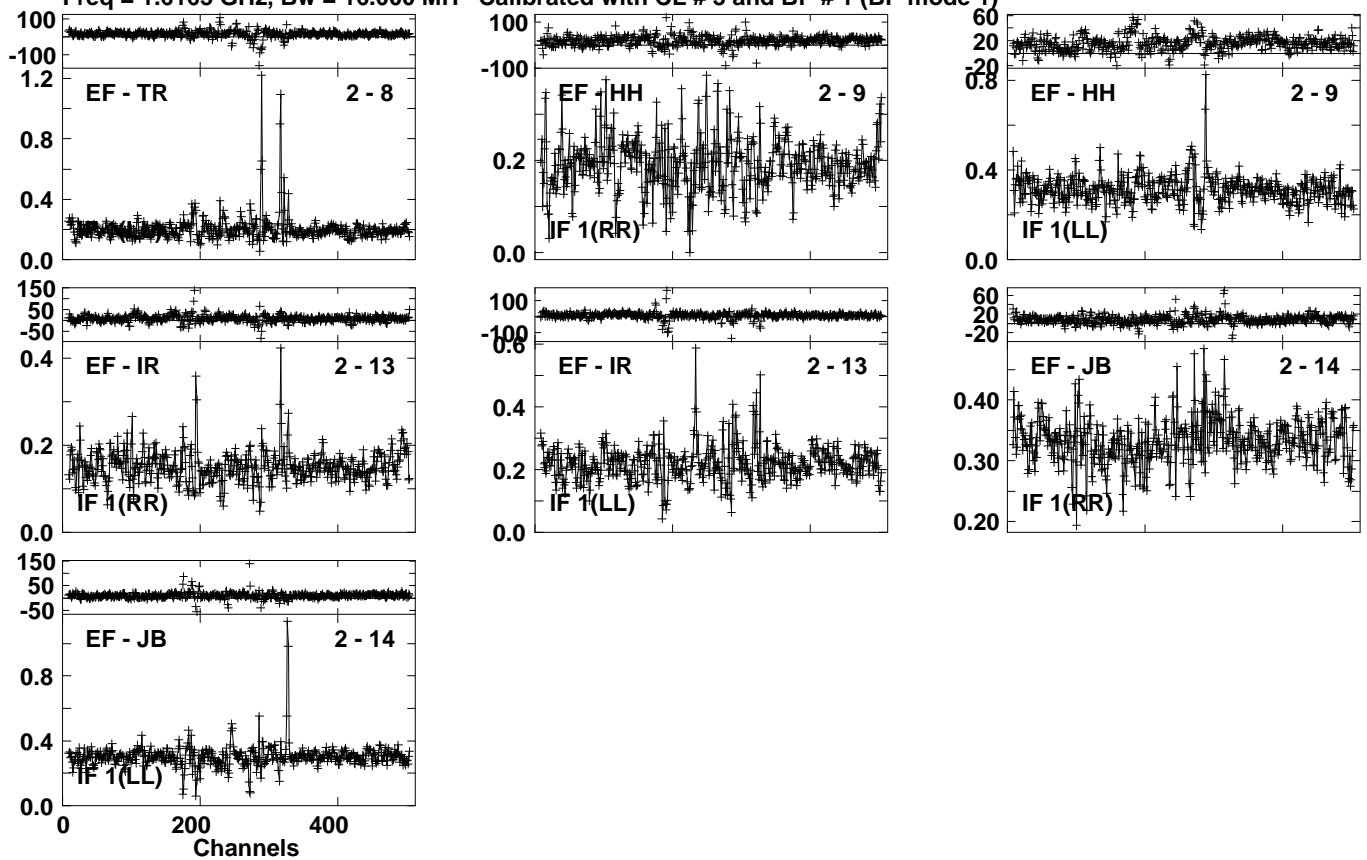 Freq = GHz, Bw = 16.000 MH Calibrated with CL # and BP # 1 (BP mode 1)
100
-100
EF - TR 2 - 8
1.2
0.8
0.4
0.0
100
-100
EF - HH 2 - 9
0.2
0.0
IF 1(RR)
60
20
-20
EF - HH 2 - 9
0.8
0.4
0.0
IF 1(LL)
150
50
-50
EF - IR 2 - 13
0.4
0.2
0.0
IF 1(RR)
100
-100
EF - IR 2 - 13
0.6
0.4
0.2
0.0
IF 1(LL)
60
20
-20
EF - JB 2 - 14
0.40
0.30
0.20
IF 1(RR)
150
50
-50
EF - JB 2 - 14
0.8
0.4
0.0
IF 1(LL)
0 200 400
Channels